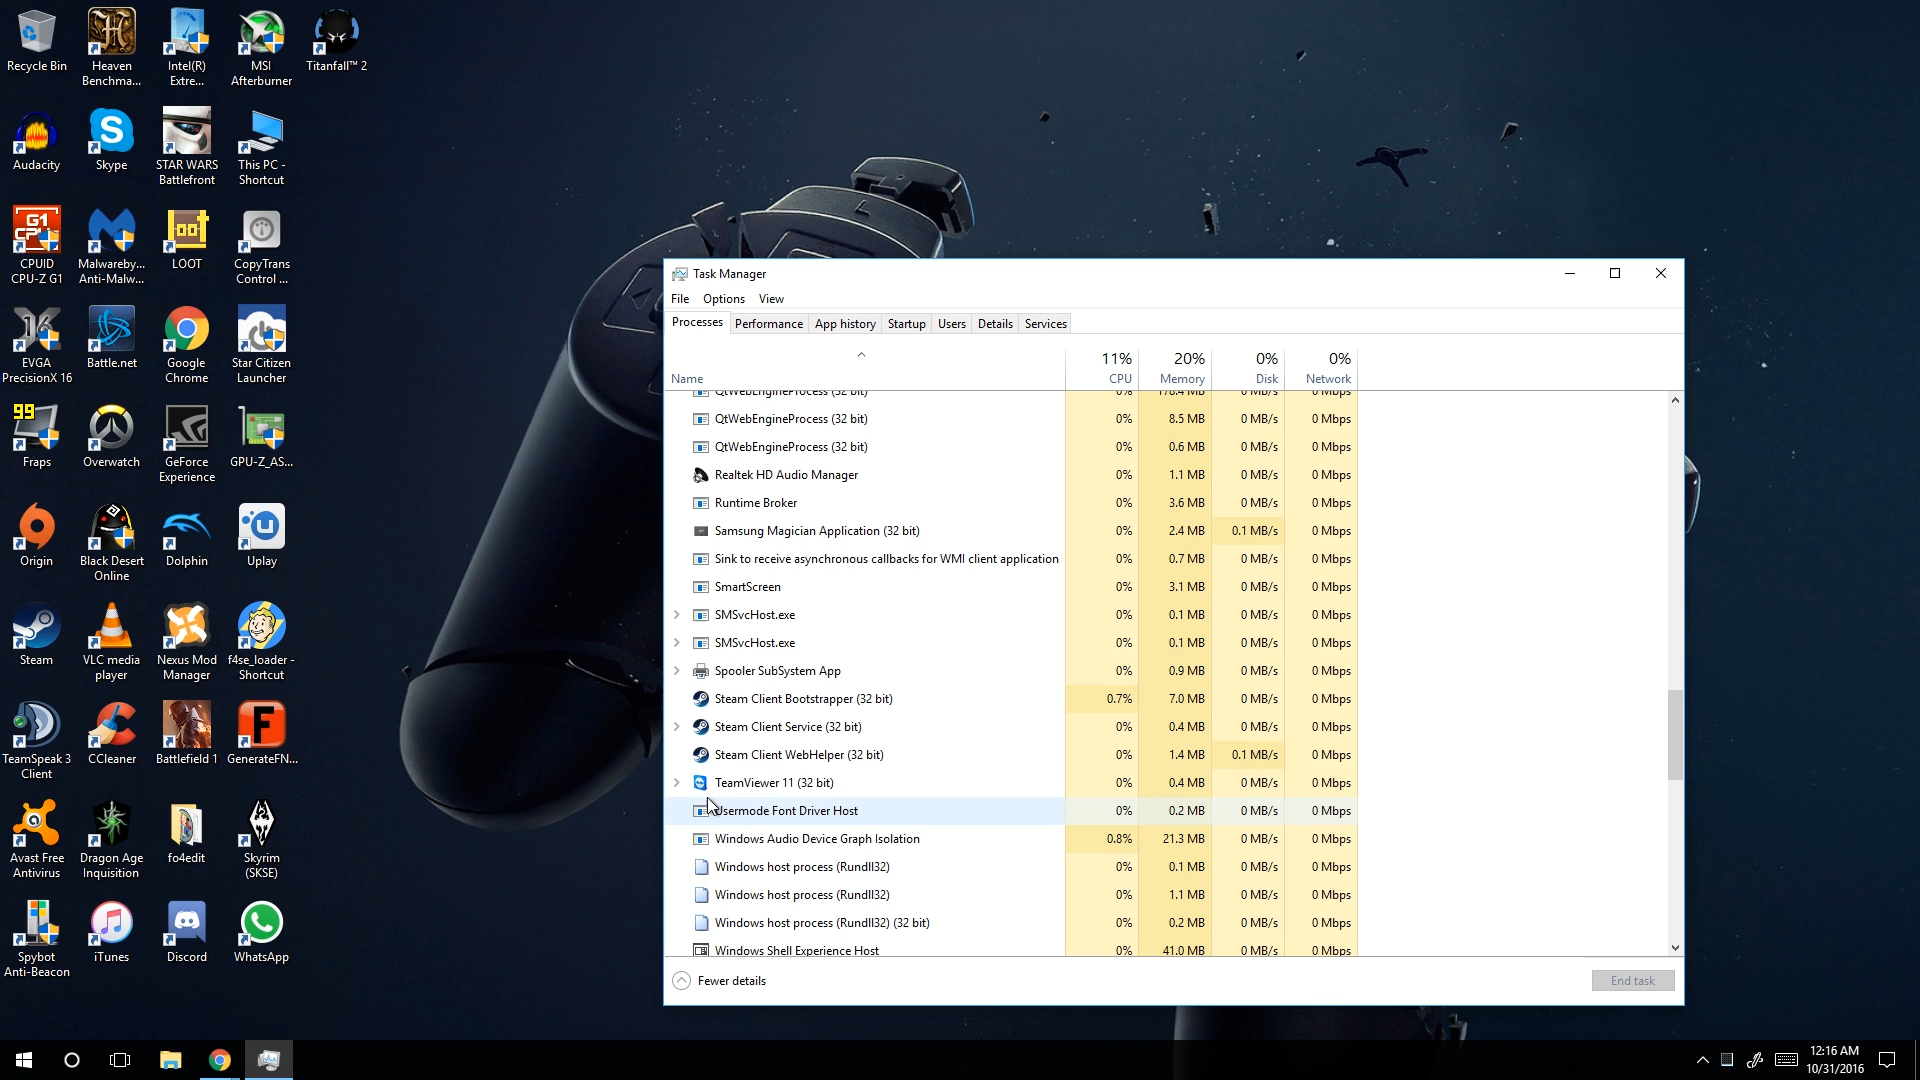 Recycle Bin
Heaven
Benchma...
Intel(R)
Extre...
MSI
Afterburner
Titanfall™ 2
Audacity
Skype
STAR WARS
Battlefront
This PC -
Shortcut
CPUID
CPU-Z G1
Malwareby...
Anti-Malw...
LOOT
CopyTrans
Control ...
EVGA
PrecisionX 16
Battle.net
Google
Chrome
Star Citizen
Launcher
99
Fraps
Overwatch
GeForce
Experience
GPU-Z_AS...
Origin
Black Desert
Online
Dolphin
Uplay
Steam
VLC media
player
Nexus Mod
Manager
f4se_loader -
Shortcut
TeamSpeak 3
Client
CCleaner
Battlefield 1
GenerateFN...
Avast Free
Antivirus
Dragon Age
Inquisition
fo4edit
Skyrim
(SKSE)
Spybot
Anti-Beacon
iTunes
Discord
WhatsApp
Task Manager
File Options View
Processes Performance App history Startup Users Details Services
11% 20% 0% 0%
Name CPU Memory Disk Network
QtWebEngineProcess (32 bit) 0% 178.4 MB 0 MB/s 0 Mbps
QtWebEngineProcess (32 bit) 0% 8.5 MB 0 MB/s 0 Mbps
QtWebEngineProcess (32 bit) 0% 0.6 MB 0 MB/s 0 Mbps
Realtek HD Audio Manager 0% 1.1 MB 0 MB/s 0 Mbps
Runtime Broker 0% 3.6 MB 0 MB/s 0 Mbps
Samsung Magician Application (32 bit) 0% 2.4 MB 0.1 MB/s 0 Mbps
Sink to receive asynchronous callbacks for WMI client application 0% 0.7 MB 0 MB/s 0 Mbps
SmartScreen 0% 3.1 MB 0 MB/s 0 Mbps
SMSvcHost.exe 0% 0.1 MB 0 MB/s 0 Mbps
SMSvcHost.exe 0% 0.1 MB 0 MB/s 0 Mbps
Spooler SubSystem App 0% 0.9 MB 0 MB/s 0 Mbps
Steam Client Bootstrapper (32 bit) 0.7% 7.0 MB 0 MB/s 0 Mbps
Steam Client Service (32 bit) 0% 0.4 MB 0 MB/s 0 Mbps
Steam Client WebHelper (32 bit) 0% 1.4 MB 0.1 MB/s 0 Mbps
TeamViewer 11 (32 bit) 0% 0.4 MB 0 MB/s 0 Mbps
Usermode Font Driver Host 0% 0.2 MB 0 MB/s 0 Mbps
Windows Audio Device Graph Isolation 0.8% 21.3 MB 0 MB/s 0 Mbps
Windows host process (Rundll32) 0% 0.1 MB 0 MB/s 0 Mbps
Windows host process (Rundll32) 0% 1.1 MB 0 MB/s 0 Mbps
Windows host process (Rundll32) (32 bit) 0% 0.2 MB 0 MB/s 0 Mbps
Windows Shell Experience Host 0% 41.0 MB 0 MB/s 0 Mbps
Fewer details
End task
12:16 AM
10/31/2016